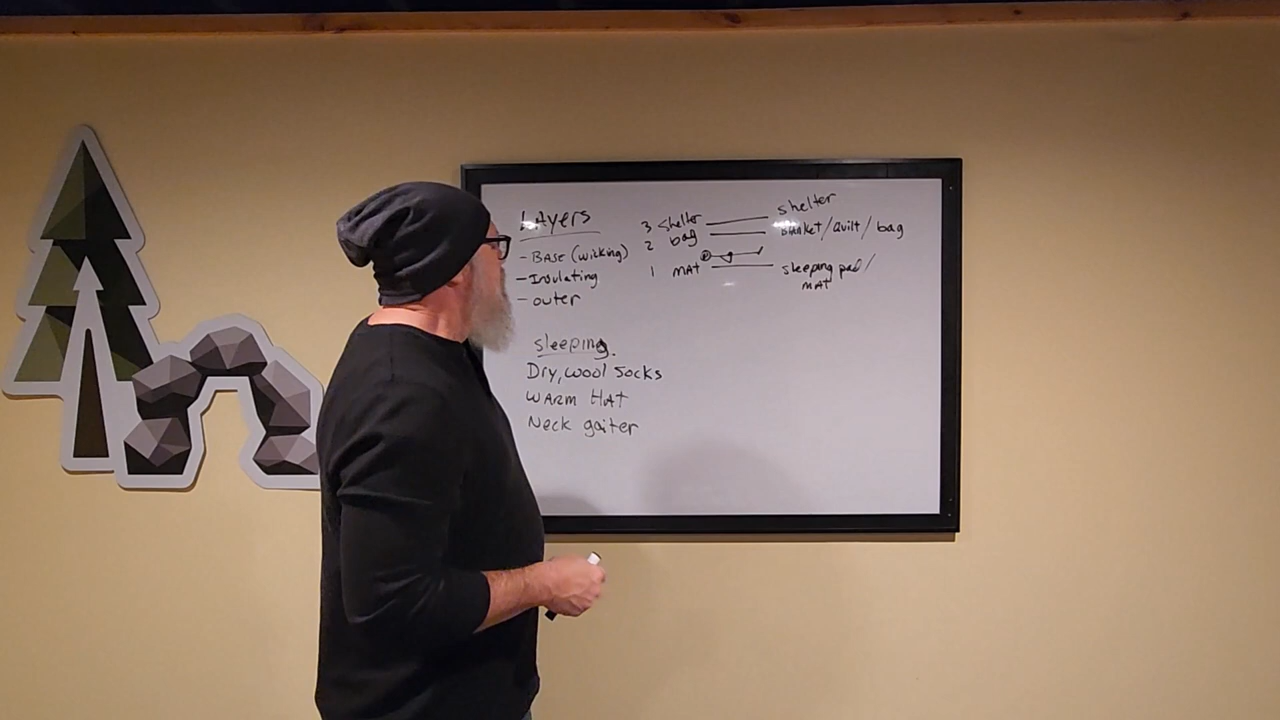 Layers
- BASE (wicking)
- Insulating
- outer
sleeping.
Dry, wool Socks
WARM HAT
Neck gaiter
3 shelter
2 bag
1 MAT
shelter
Blanket/Quilt/bag
sleeping pad/
MAT